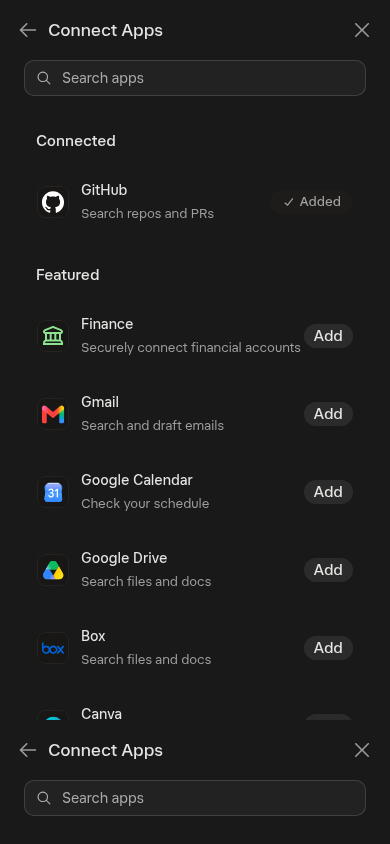 Connect Apps
Search apps
Connected
GitHub
Search repos and PRs
Added
Featured
Finance
Securely connect financial accounts
Add
Gmail
Search and draft emails
Add
31
Google Calendar
Check your schedule
Add
Google Drive
Search files and docs
Add
box
Box
Search files and docs
Add
Canva
Connect Apps
Search apps